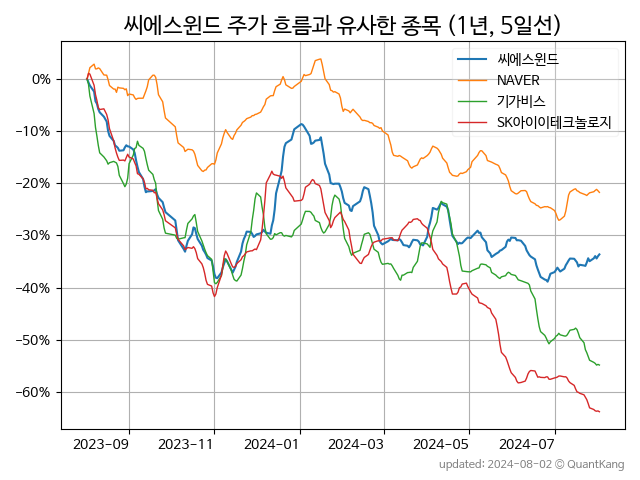 씨에스윈드 주가 흐름과 유사한 종목 (1년, 5일선)
씨에스윈드
NAVER
기가비스
SK아이이테크놀로지
0%
−10%
−20%
−30%
−40%
−50%
−60%
2023-09 2023-11 2024-01 2024-03 2024-05 2024-07
updated: 2024-08-02 © QuantKang